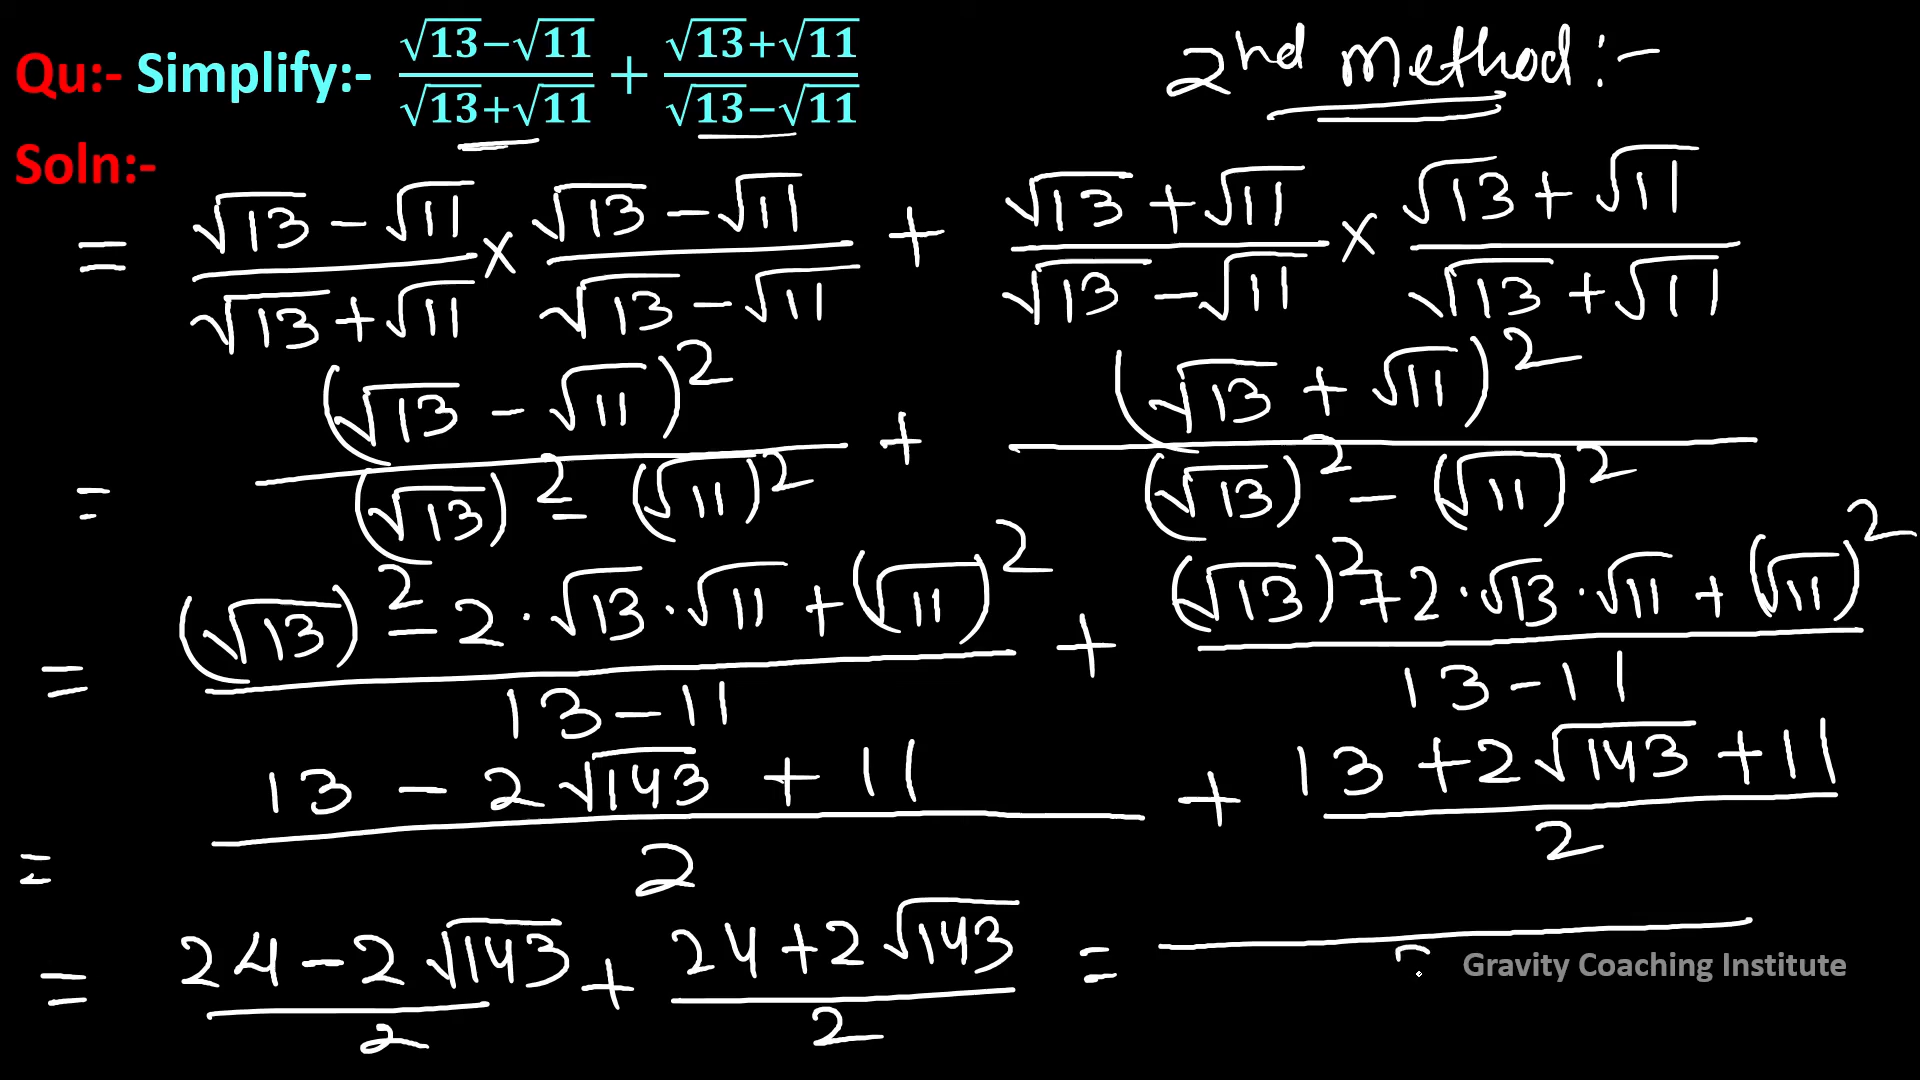 Qu:- Simplify:- (√13−√11)/(√13+√11) + (√13+√11)/(√13−√11)
2nd method:-
Soln:-
= (√13 − √11)/(√13 + √11) × (√13 − √11)/(√13 − √11) + (√13 + √11)/(√13 − √11) × (√13 + √11)/(√13 + √11)
= (√13 − √11)²/((√13)² − (√11)²) + (√13 + √11)²/((√13)² − (√11)²)
= ((√13)² − 2·√13·√11 + (√11)²)/(13 − 11) + ((√13)² + 2·√13·√11 + (√11)²)/(13 − 11)
= (13 − 2√143 + 11)/2 + (13 + 2√143 + 11)/2
= (24 − 2√143)/2 + (24 + 2√143)/2 =
Gravity Coaching Institute